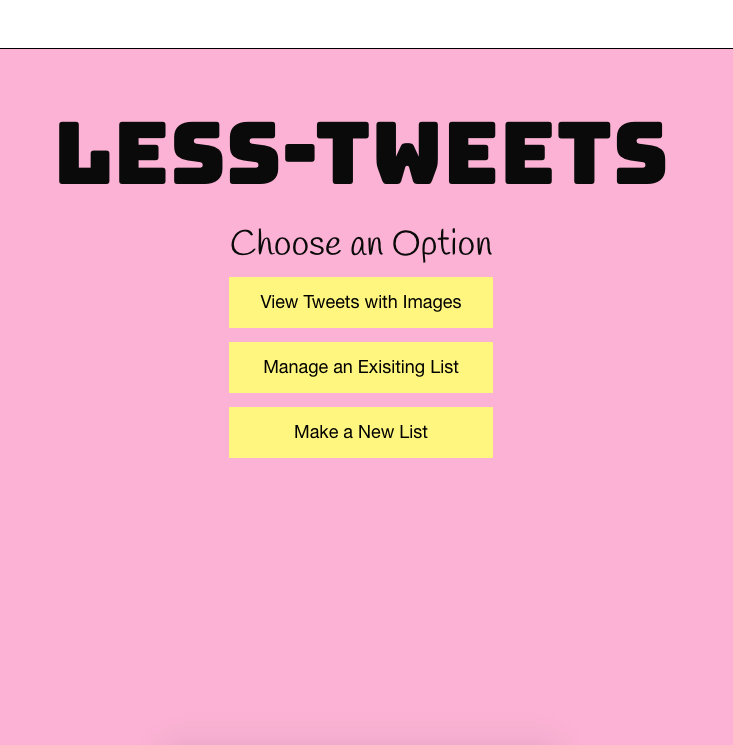 LESS-TWEETS
Choose an Option
View Tweets with Images
Manage an Exisiting List
Make a New List